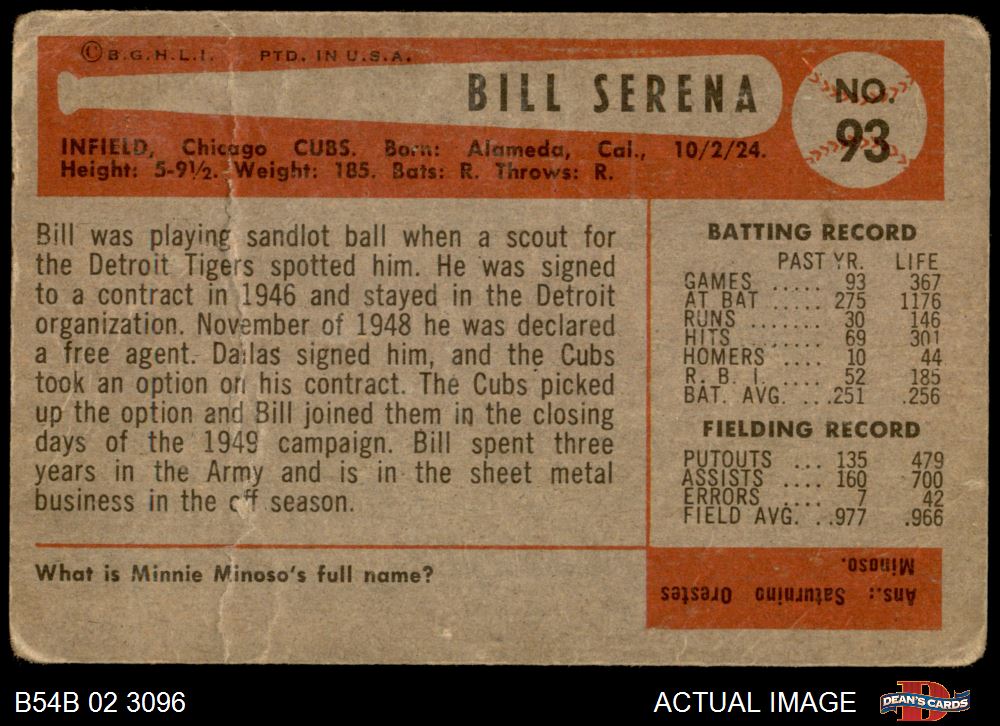 ©B.G.H.L.I. PTD. IN U.S.A.
BILL SERENA
NO.
93
INFIELD, Chicago CUBS. Born: Alameda, Cal., 10/2/24.
Height: 5-9½. Weight: 185. Bats: R. Throws: R.
Bill was playing sandlot ball when a scout for
the Detroit Tigers spotted him. He was signed
to a contract in 1946 and stayed in the Detroit
organization. November of 1948 he was declared
a free agent. Dallas signed him, and the Cubs
took an option on his contract. The Cubs picked
up the option and Bill joined them in the closing
days of the 1949 campaign. Bill spent three
years in the Army and is in the sheet metal
business in the off season.
What is Minnie Minoso's full name?
BATTING RECORD
PAST YR. LIFE
GAMES ..... 93 367
AT BAT ..... 275 1176
RUNS ....... 30 146
HITS ....... 69 301
HOMERS .... 10 44
R. B. I. .... 52 185
BAT. AVG. ...251 .256
FIELDING RECORD
PUTOUTS ... 135 479
ASSISTS .... 160 700
ERRORS .... 7 42
FIELD AVG. ..977 .966
Ans.: Saturnino Orestes
Minoso.
B54B 02 3096
ACTUAL IMAGE
DEAN'S CARDS